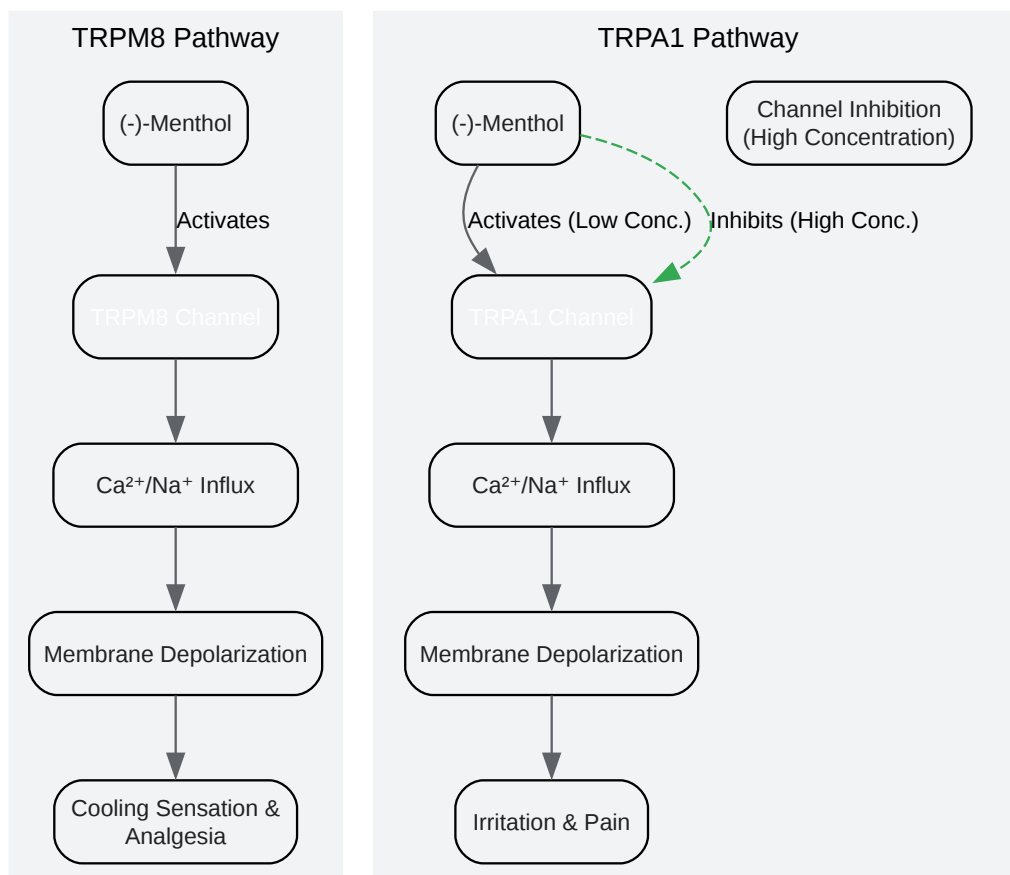 TRPM8 Pathway
(-)-Menthol
Activates
TRPM8 Channel
Ca²⁺/Na⁺ Influx
Membrane Depolarization
Cooling Sensation &
Analgesia
TRPA1 Pathway
(-)-Menthol
Channel Inhibition
(High Concentration)
Activates (Low Conc.)
Inhibits (High Conc.)
TRPA1 Channel
Ca²⁺/Na⁺ Influx
Membrane Depolarization
Irritation & Pain